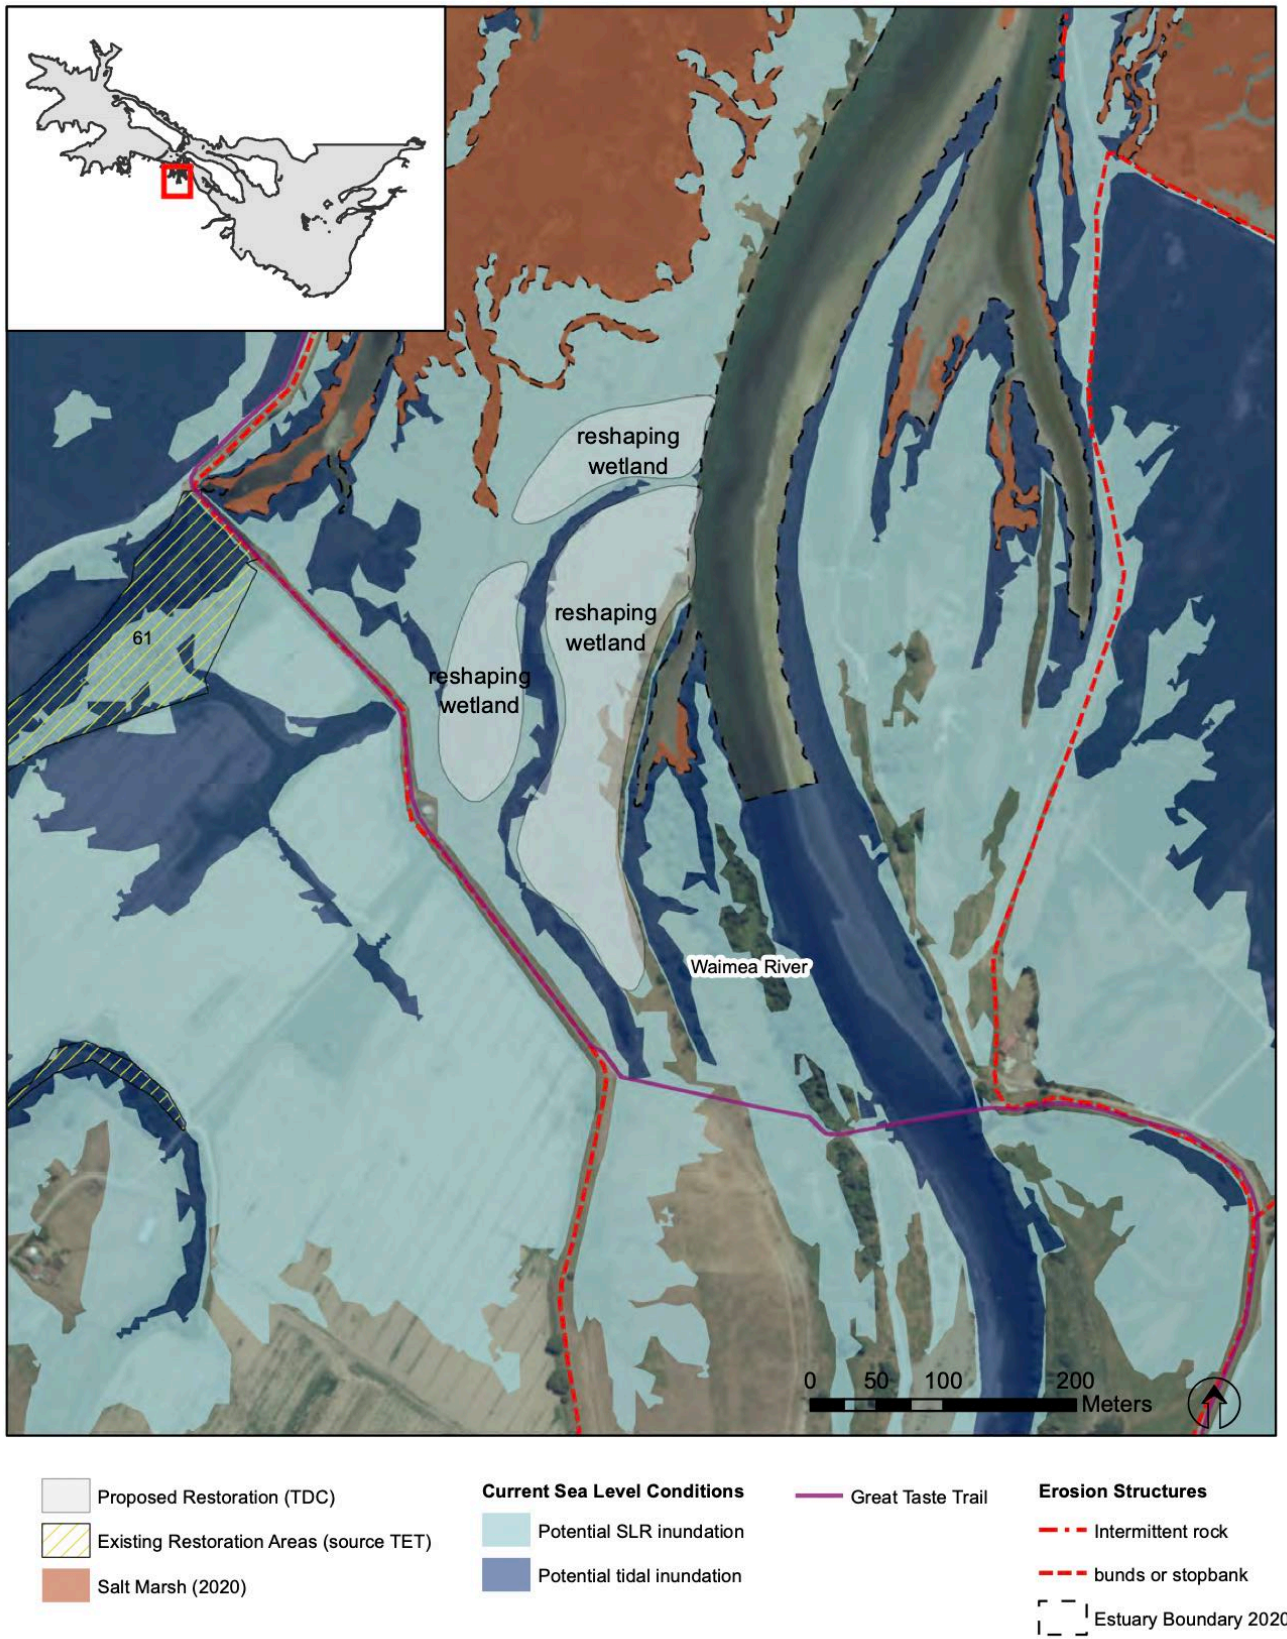 reshaping
wetland
reshaping
wetland
61
reshaping
wetland
Waimea River
0 50 100 200
Meters
Proposed Restoration (TDC)
Existing Restoration Areas (source TET)
Salt Marsh (2020)
Current Sea Level Conditions
Potential SLR inundation
Potential tidal inundation
Great Taste Trail
Erosion Structures
Intermittent rock
bunds or stopbank
Estuary Boundary 2020